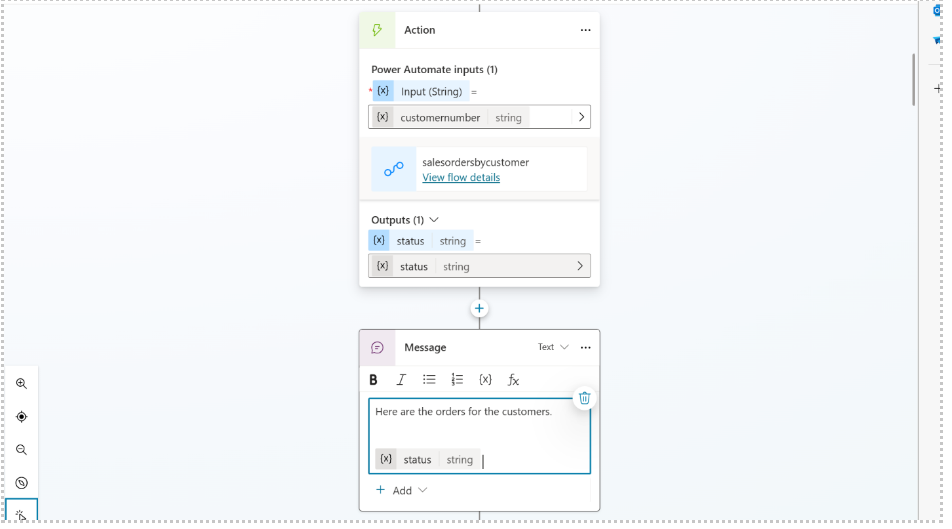 Action
Power Automate inputs (1)
* {x} Input (String) =
{x} customernumber string
salesordersbycustomer
View flow details
Outputs (1)
{x} status string =
{x} status string
Message Text
B I {x} fx
Here are the orders for the customers.
{x} status string
+ Add